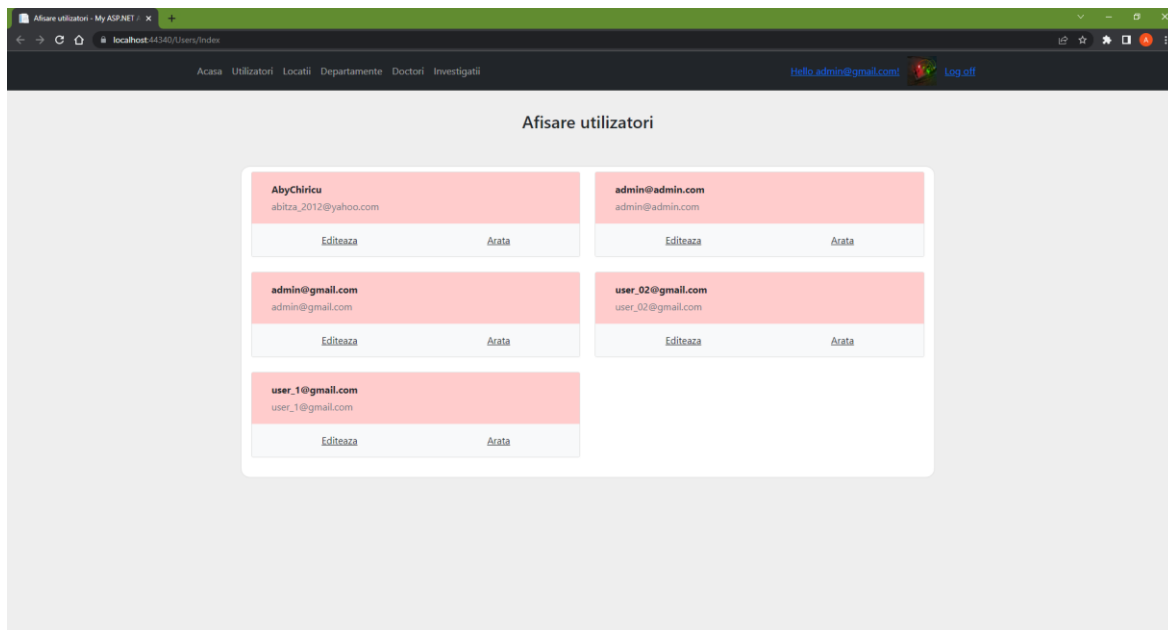 Afisare utilizatori - My ASP.NET /
localhost:44340/Users/Index
A
Acasa Utilizatori Locatii Departamente Doctori Investigatii Hello admin@gmail.com! Log off
Afisare utilizatori
AbyChiricu
abitza_2012@yahoo.com
Editeaza Arata
admin@admin.com
admin@admin.com
Editeaza Arata
admin@gmail.com
admin@gmail.com
Editeaza Arata
user_02@gmail.com
user_02@gmail.com
Editeaza Arata
user_1@gmail.com
user_1@gmail.com
Editeaza Arata